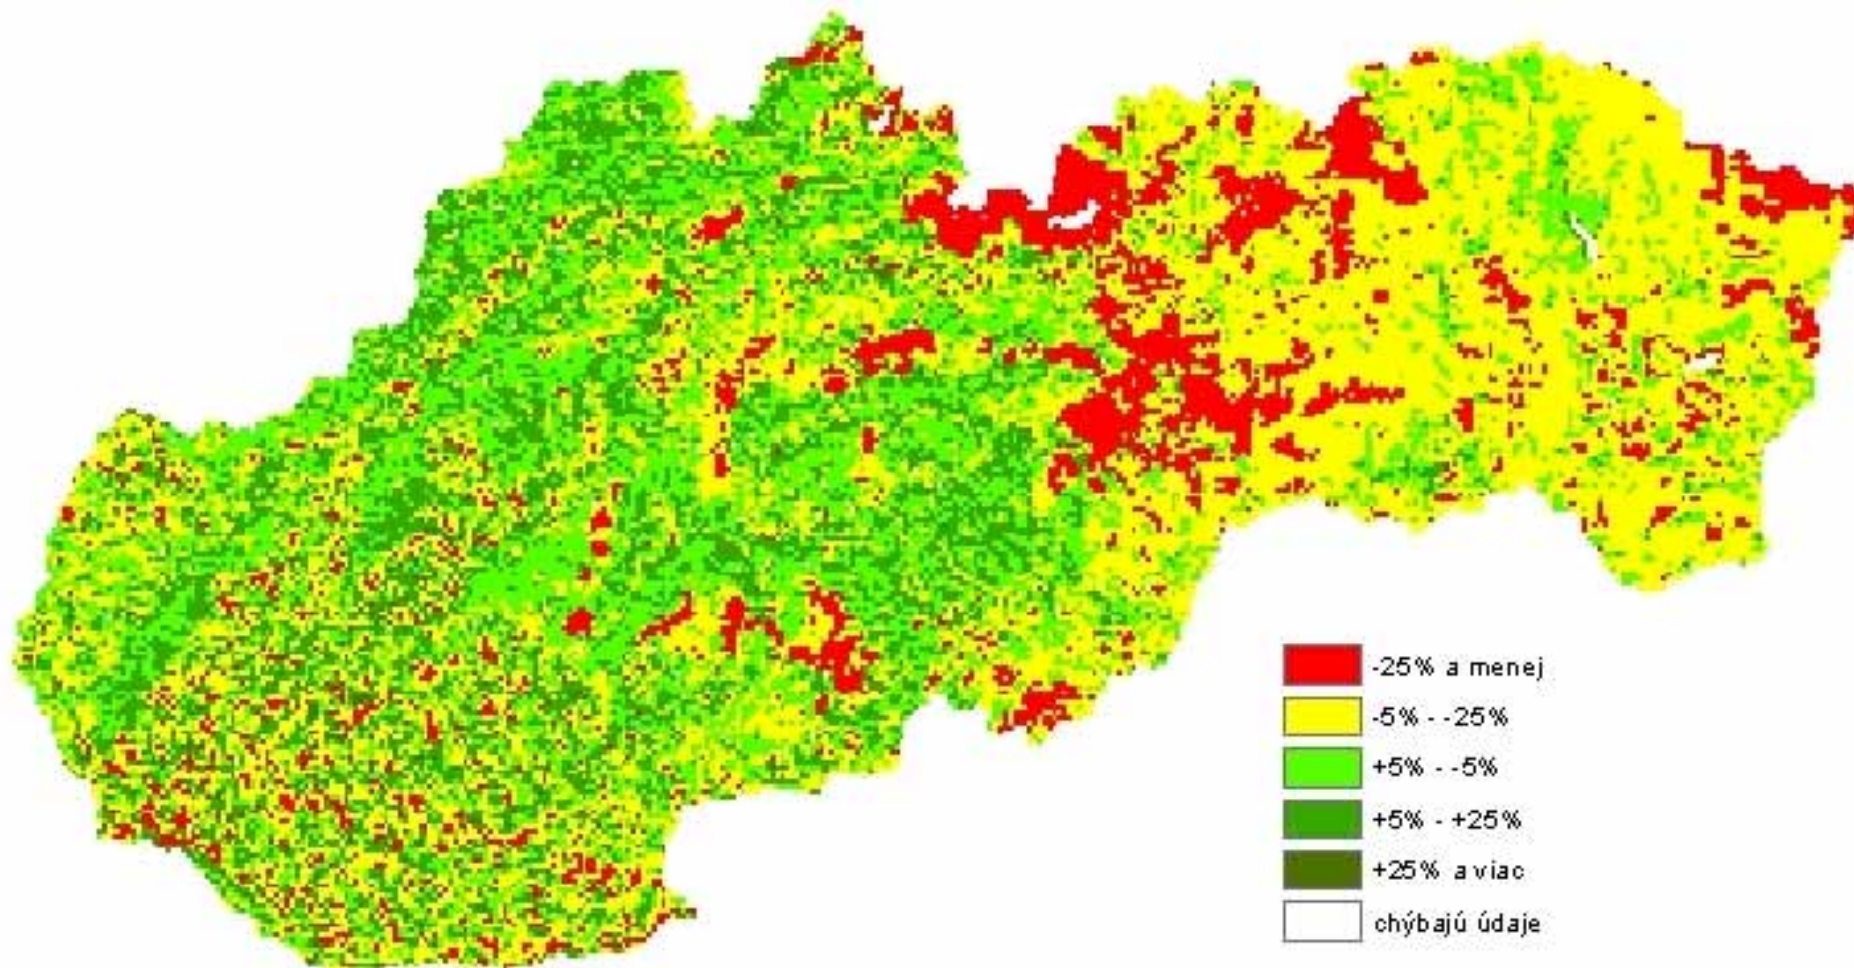 -25% a menej
-5% - -25%
+5% - -5%
+5% - +25%
+25% a viac
chýbajú údaje